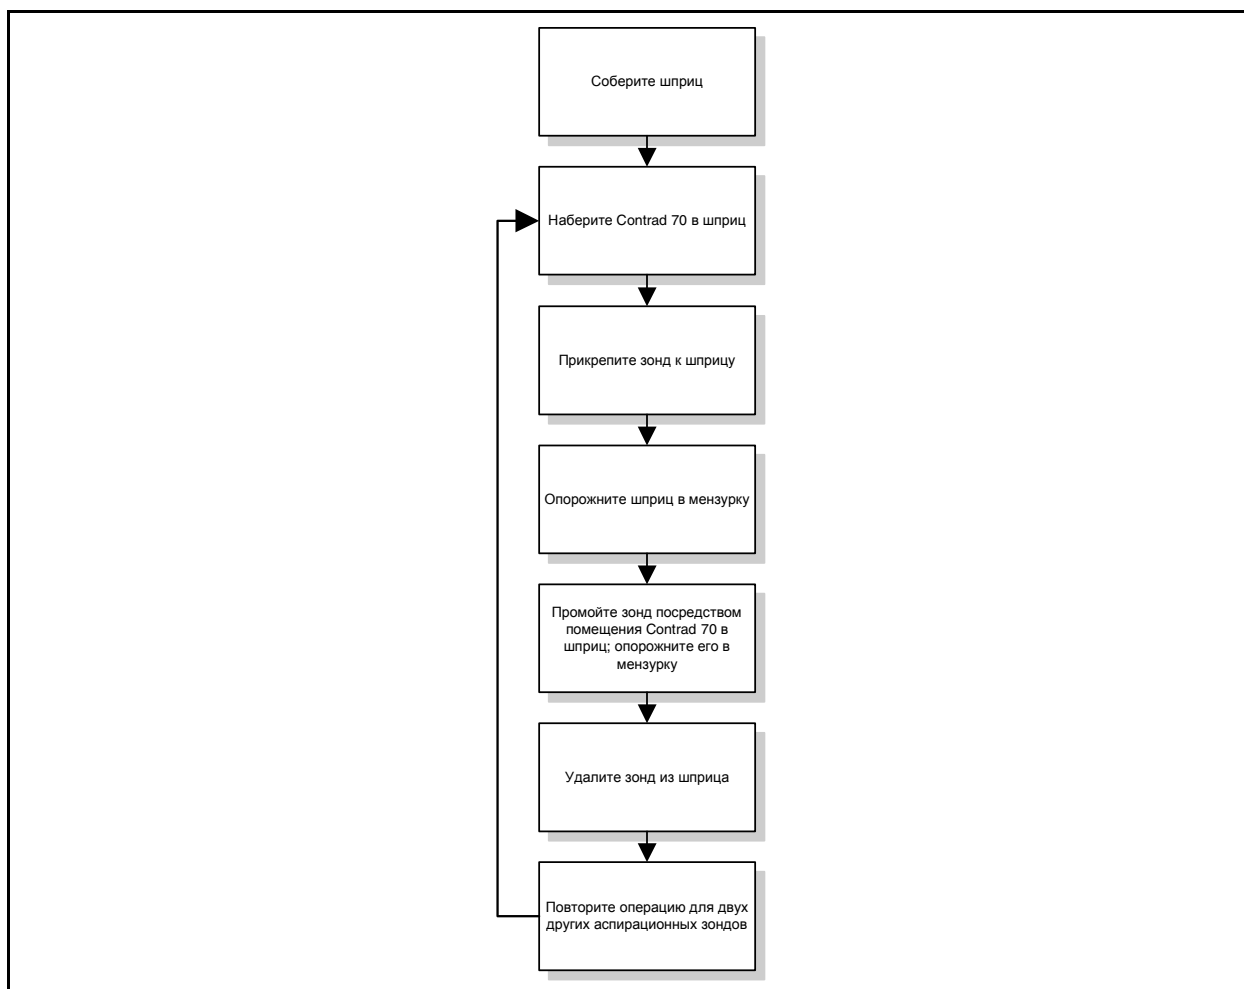 Соберите шприц
Наберите Contrad 70 в шприц
Прикрепите зонд к шприцу
Опорожните шприц в мензурку
Промойте зонд посредством
помещения Contrad 70 в
шприц; опорожните его в
мензурку
Удалите зонд из шприца
Повторите операцию для двух
других аспирационных зондов